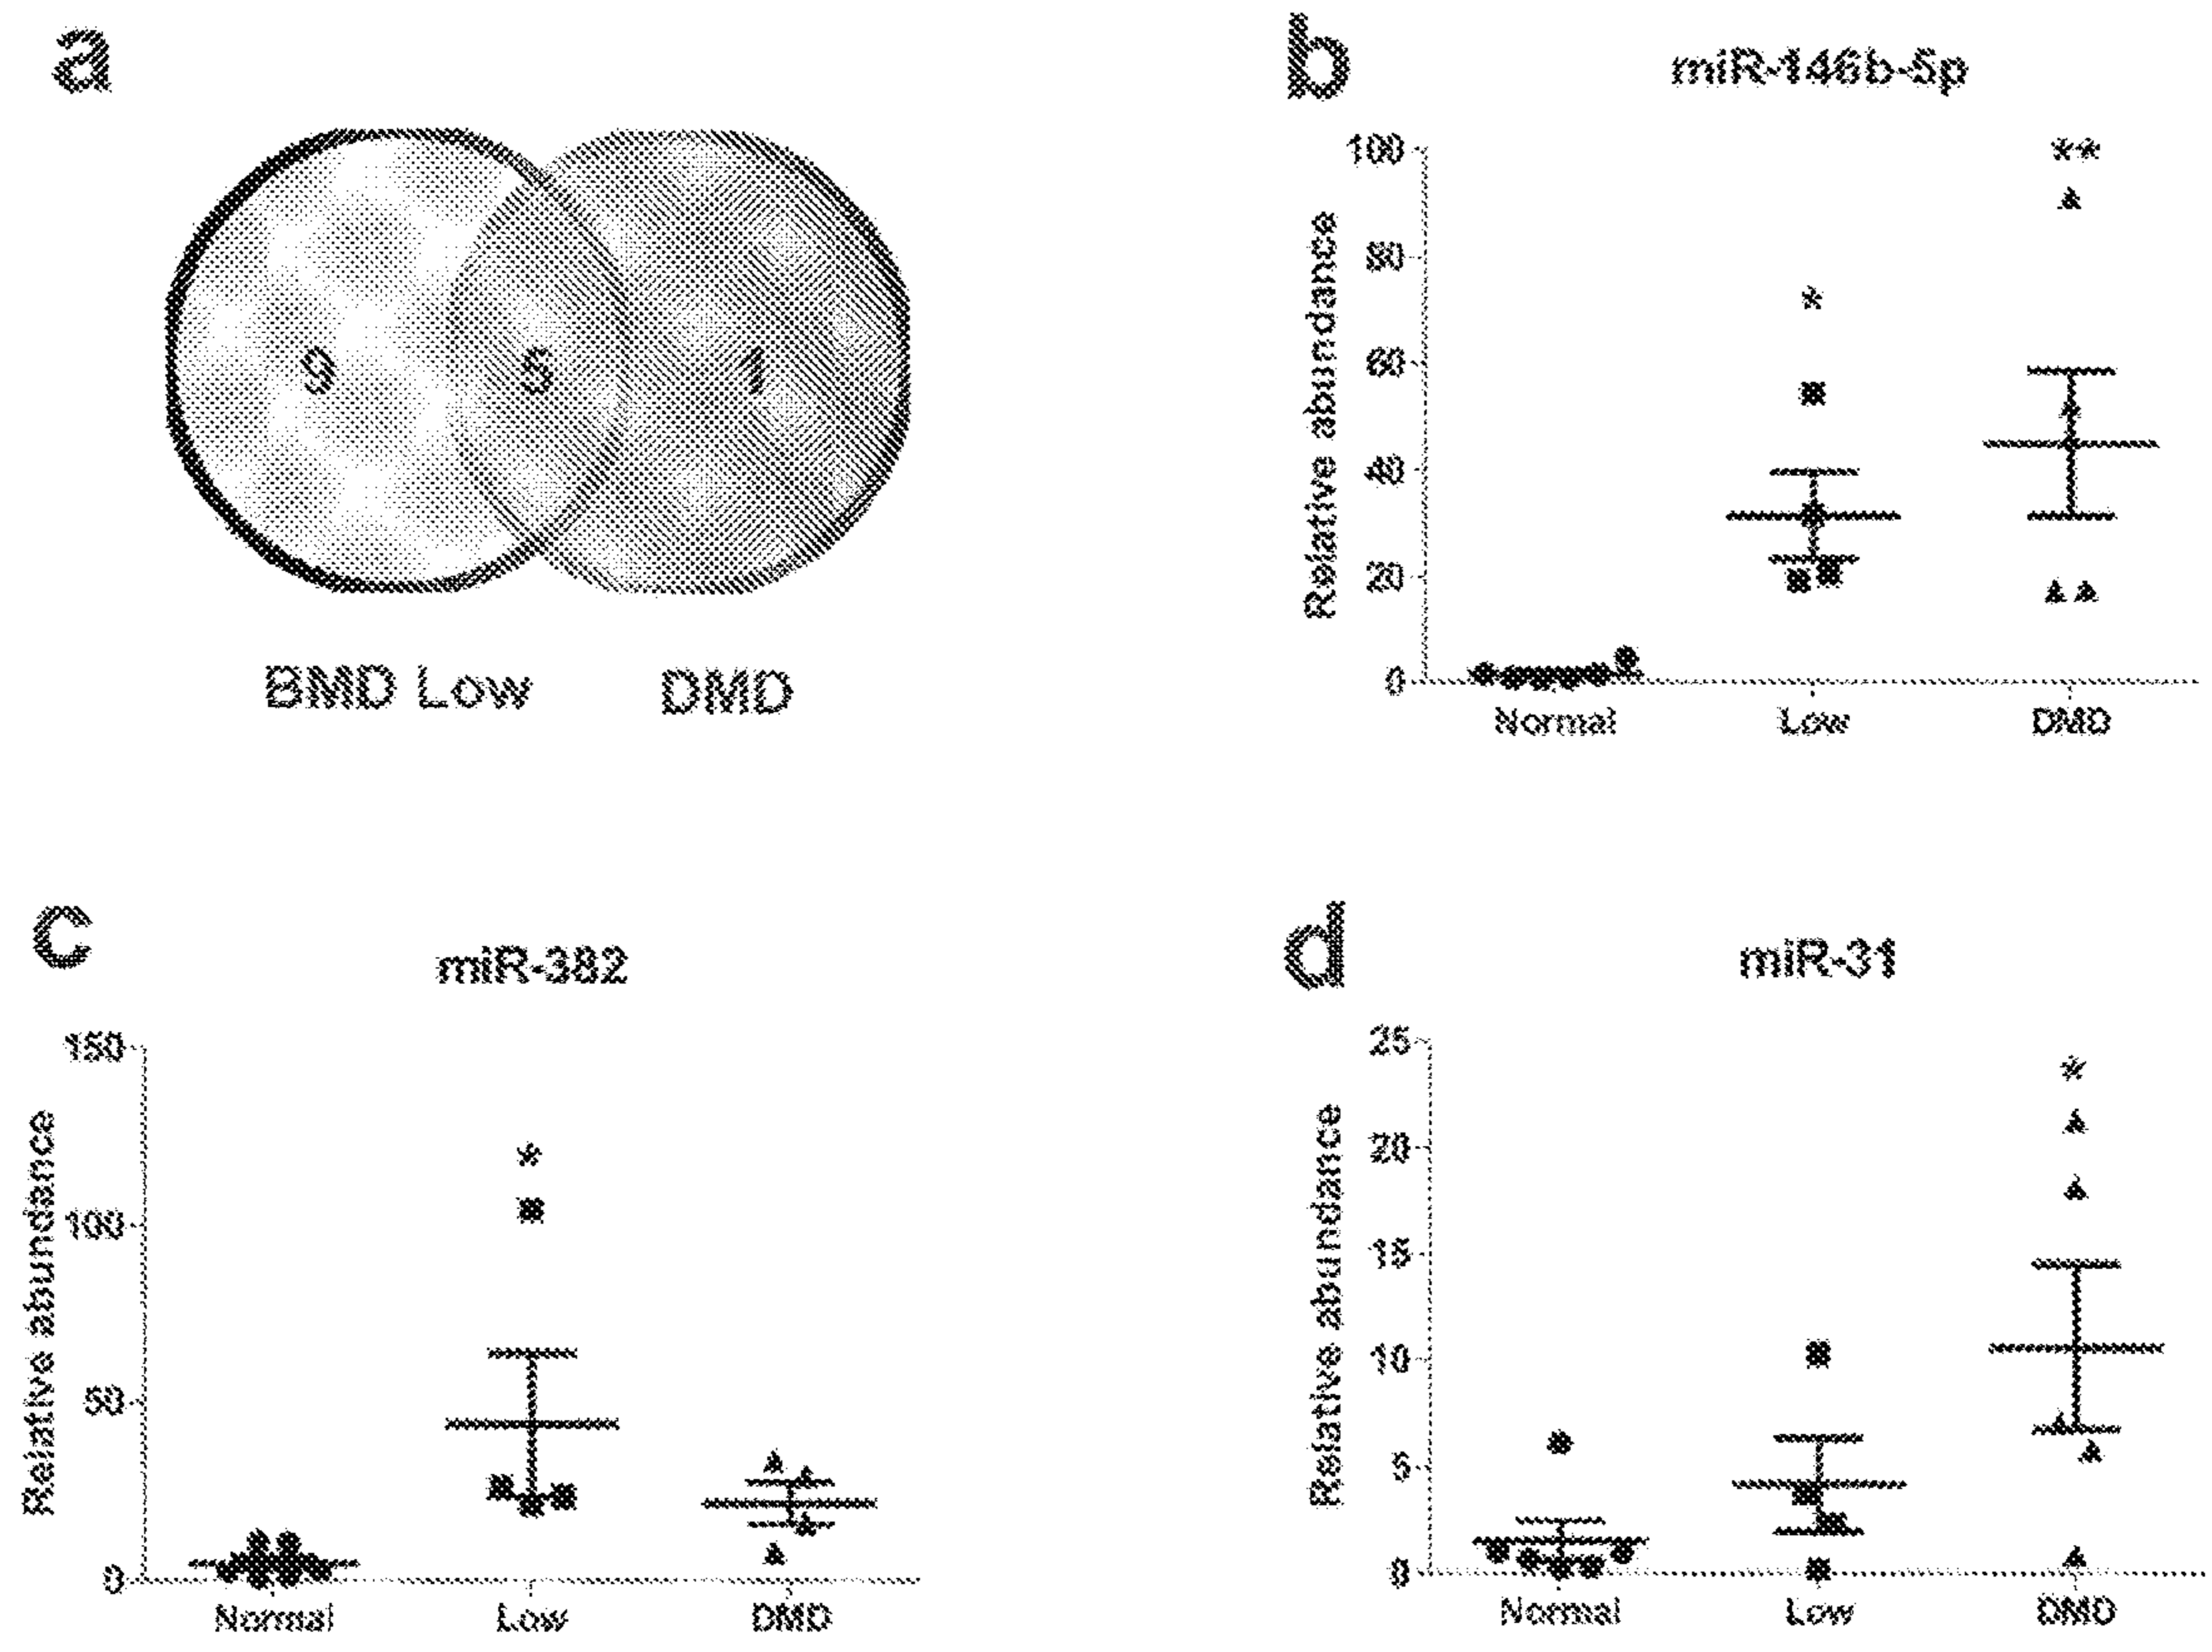 a
9 5 1
BMD Low DMD
b
miR-146b-5p
Relative abundance
100
80
60
40
20
0
**
*
Normal Low DMD
c
miR-382
Relative abundance
150
100
50
0
*
Normal Low DMD
d
miR-31
Relative abundance
25
20
15
10
5
0
*
Normal Low DMD